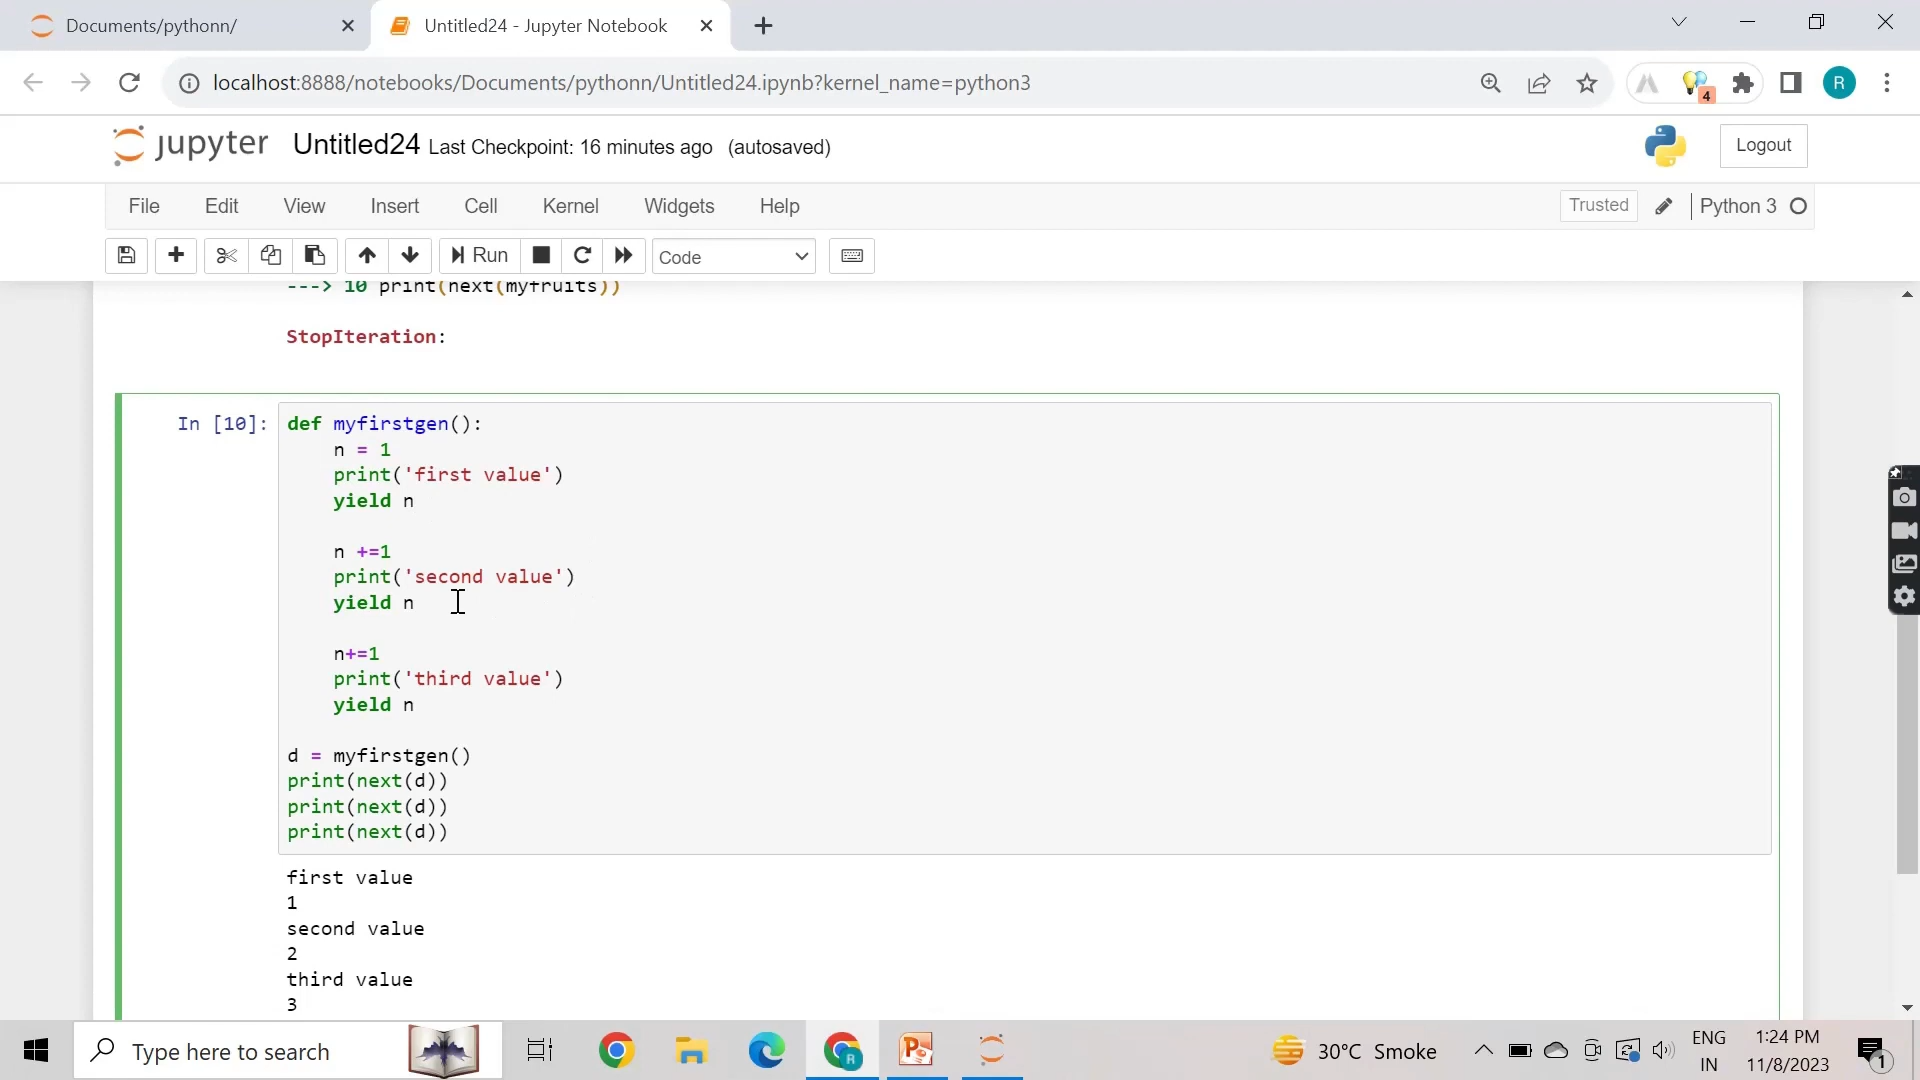 Documents/pythonn/
Untitled24 - Jupyter Notebook
localhost:8888/notebooks/Documents/pythonn/Untitled24.ipynb?kernel_name=python3
4
R
jupyter Untitled24 Last Checkpoint: 16 minutes ago (autosaved)
Logout
File Edit View Insert Cell Kernel Widgets Help
Trusted
Python 3
Run
Code
---> 10 print(next(myfruits))
StopIteration:
In [10]:
def myfirstgen():
    n = 1
    print('first value')
    yield n
    n +=1
    print('second value')
    yield n
    n+=1
    print('third value')
    yield n
d = myfirstgen()
print(next(d))
print(next(d))
print(next(d))
first value
1
second value
2
third value
3
Type here to search
R
P
30°C Smoke
ENG
IN
1:24 PM
11/8/2023
1